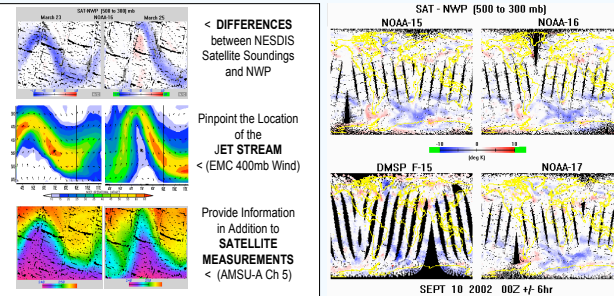 SAT-NWP (500 to 300) mb)
March 23 NOAA-16 March 25
< DIFFERENCES
between NESDIS
Satellite Soundings
and NWP
Pinpoint the Location
of the
JET STREAM
< (EMC 400mb Wind)
Provide Information
in Addition to
SATELLITE
MEASUREMENTS
< (AMSU-A Ch 5)
SAT - NWP (500 to 300 mb)
NOAA-15 NOAA-16
-10 0 10
(deg K)
DMSP F-15 NOAA-17
SEPT 10 2002 00Z +/- 6hr